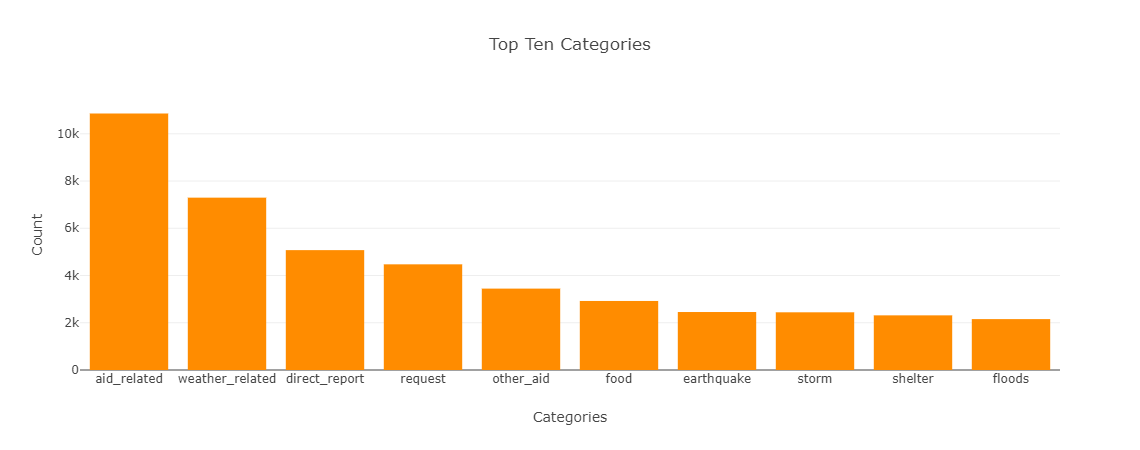 Top Ten Categories
10k
8k
6k
4k
2k
0
Count
aid_related weather_related direct_report request other_aid food earthquake storm shelter floods
Categories